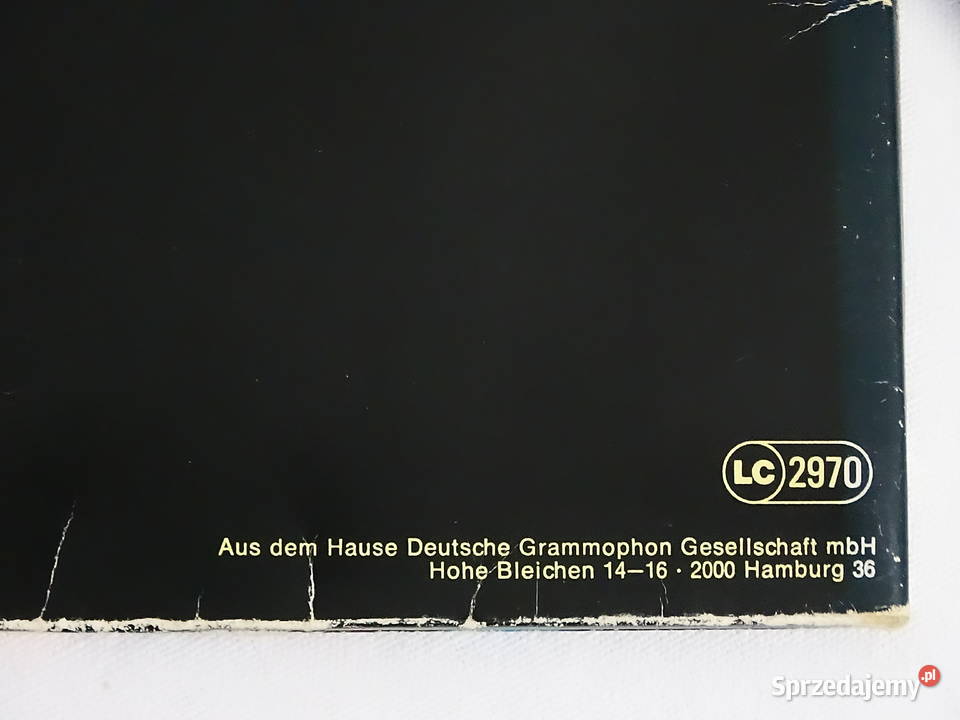 LC 2970
Aus dem Hause Deutsche Grammophon Gesellschaft mbH
Hohe Bleichen 14–16 · 2000 Hamburg 36
Sprzedajemy.pl